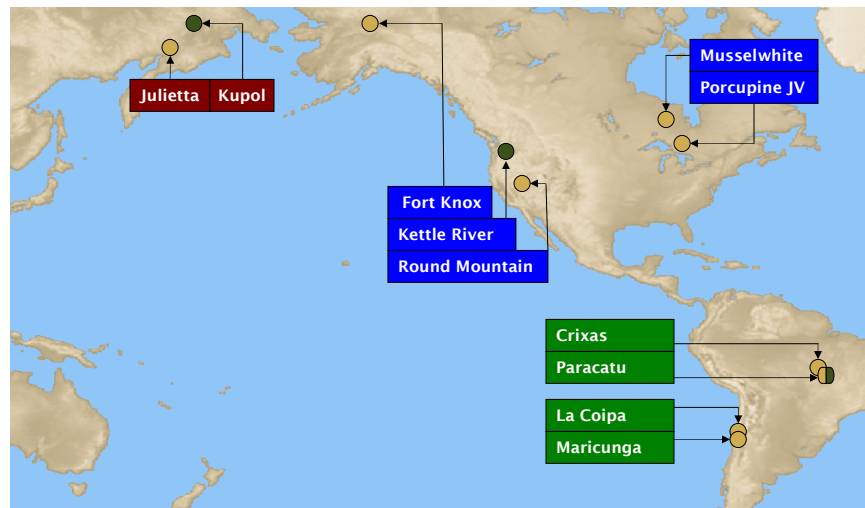 Musselwhite
Porcupine JV
Julietta
Kupol
Fort Knox
Kettle River
Round Mountain
Crixas
Paracatu
La Coipa
Maricunga